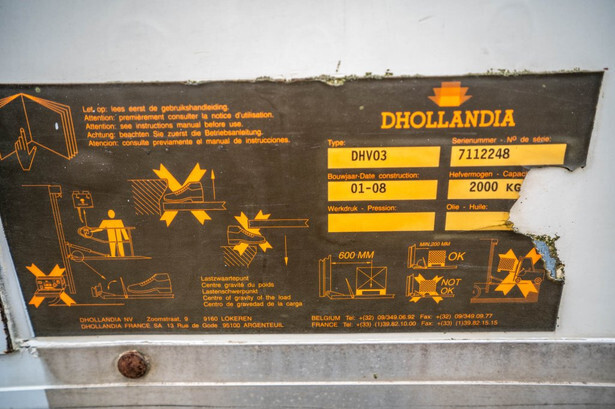 Let op: lees eerst de gebruikshandleiding.
Attention: premièrement consulter la notice d'utilisation.
Attention: see instructions manual before use.
Achtung: beachten Sie zuerst die Betriebsanleitung.
Atencion: consulte previamente el manual de instrucciones.
DHOLLANDIA
Type: Serienummer - Nº de série:
DHV03 7112248
Bouwjaar-Date construction: Hefvermogen - Capac
01-08 2000 KG
Werkdruk - Pression: Olie - Huile:
600 MM
MIN.200 MM
OK
NOT
OK
Lastzwaartepunt
Centre gravité du poids
Lastenschwerpunt
Centre of gravity of the load
Centro de gravedad de la carga
DHOLLANDIA NV Zoomstraat 9 9160 LOKEREN BELGIUM Tel. +(32) 09/349.06.92 Fax +(32) 09/349.09.77
DHOLLANDIA FRANCE SA 13 Rue de 95100 ARGENTEUIL FRANCE Tel. +(33) (1)39.82.10.00 Fax +(33) (1)39.82.15.15